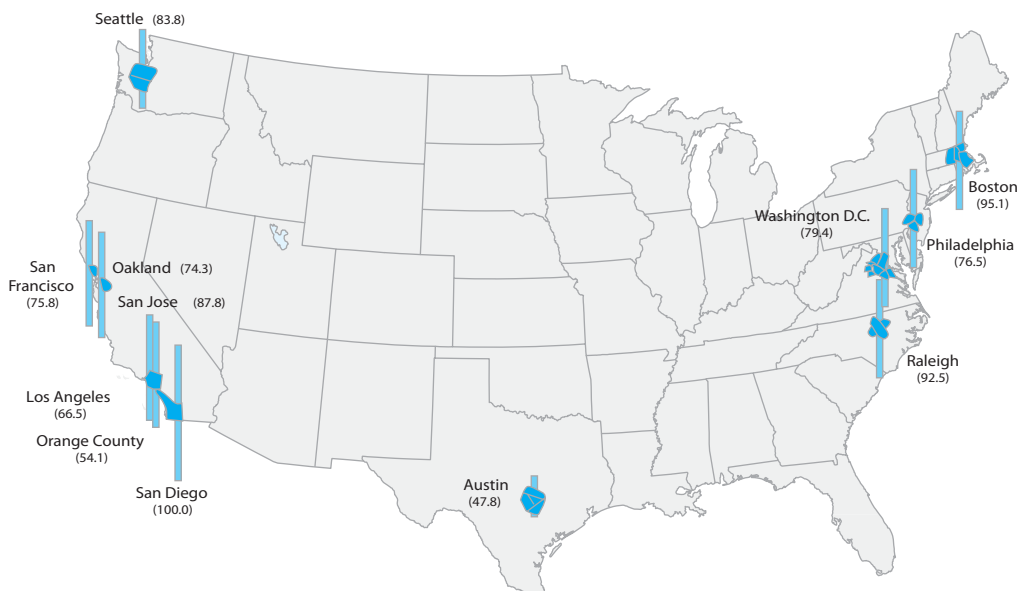 Seattle (83.8)
Boston
(95.1)
Washington D.C.
(79.4)
Philadelphia
(76.5)
San
Francisco
(75.8)
Oakland (74.3)
San Jose (87.8)
Raleigh
(92.5)
Los Angeles
(66.5)
Orange County
(54.1)
San Diego
(100.0)
Austin
(47.8)